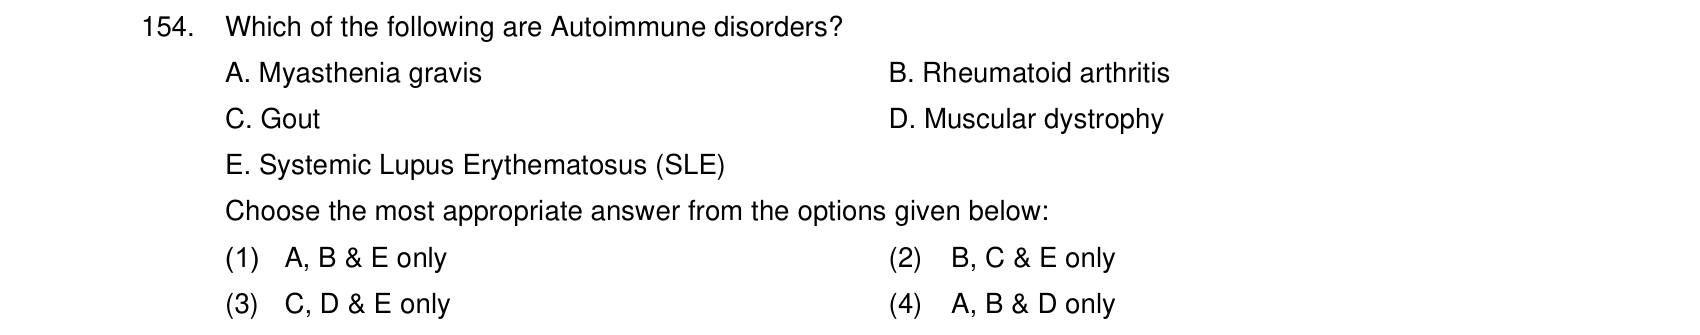 154. Which of the following are Autoimmune disorders?
A. Myasthenia gravis B. Rheumatoid arthritis
C. Gout D. Muscular dystrophy
E. Systemic Lupus Erythematosus (SLE)
Choose the most appropriate answer from the options given below:
(1) A, B & E only (2) B, C & E only
(3) C, D & E only (4) A, B & D only